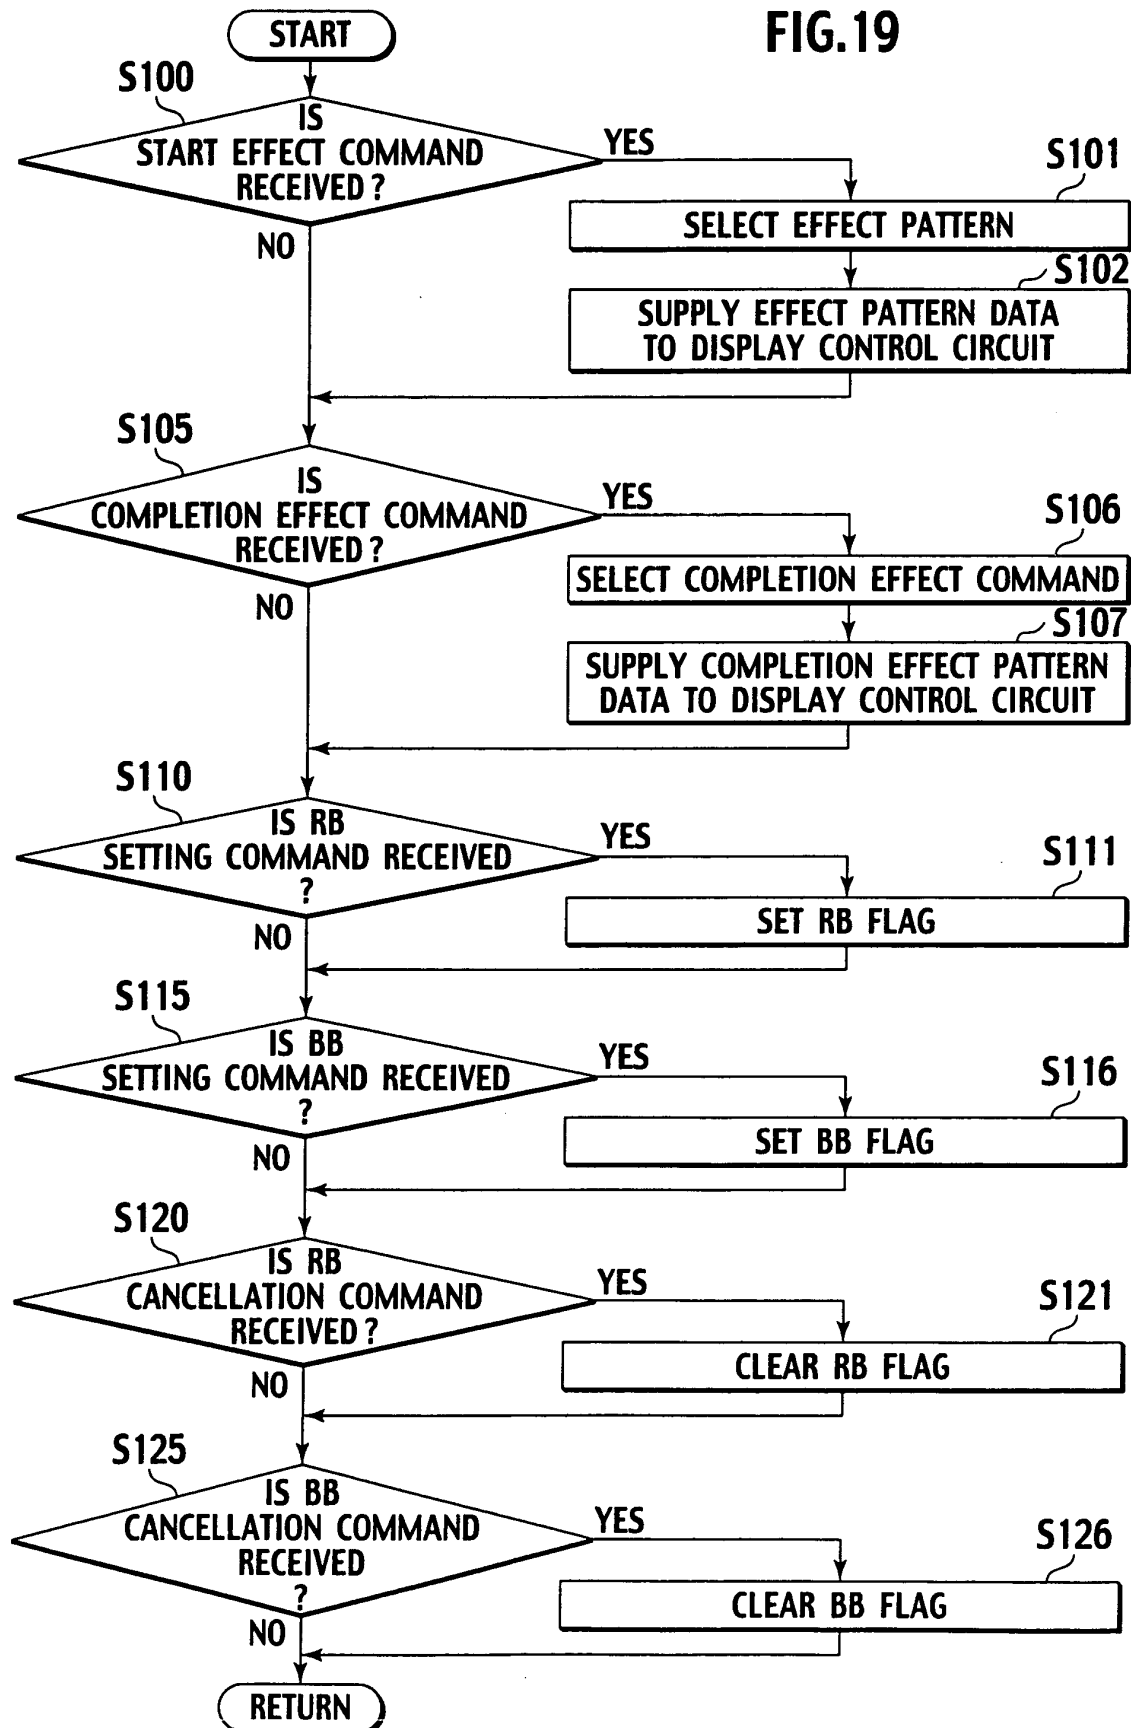 FIG.19
START
S100
IS
START EFFECT COMMAND
RECEIVED?
YES
NO
S101
SELECT EFFECT PATTERN
S102
SUPPLY EFFECT PATTERN DATA
TO DISPLAY CONTROL CIRCUIT
S105
IS
COMPLETION EFFECT COMMAND
RECEIVED?
YES
NO
S106
SELECT COMPLETION EFFECT COMMAND
S107
SUPPLY COMPLETION EFFECT PATTERN
DATA TO DISPLAY CONTROL CIRCUIT
S110
IS RB
SETTING COMMAND RECEIVED
?
YES
NO
S111
SET RB FLAG
S115
IS BB
SETTING COMMAND RECEIVED
?
YES
NO
S116
SET BB FLAG
S120
IS RB
CANCELLATION COMMAND
RECEIVED?
YES
NO
S121
CLEAR RB FLAG
S125
IS BB
CANCELLATION COMMAND
RECEIVED
?
YES
NO
S126
CLEAR BB FLAG
RETURN